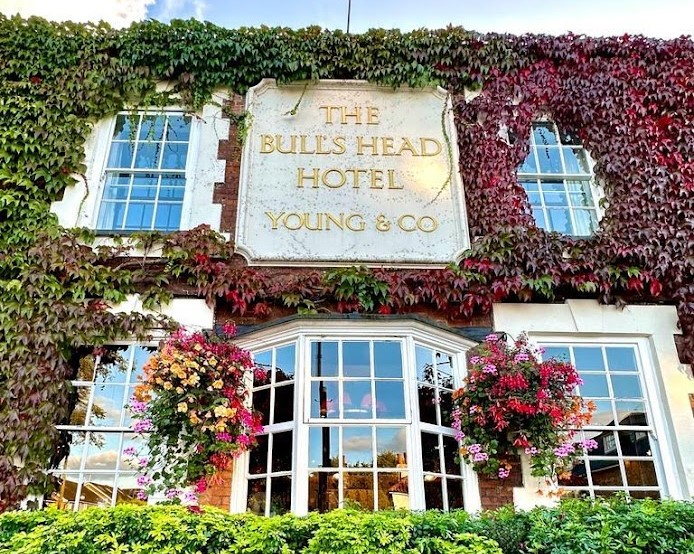 THE
BULLS HEAD
HOTEL
YOUNG & CO